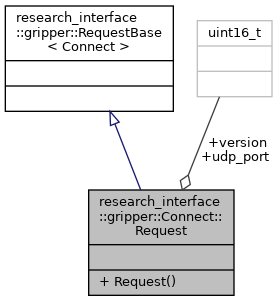 research_interface
::gripper::RequestBase
< Connect >
uint16_t
+version
+udp_port
research_interface
::gripper::Connect::
Request
+ Request()